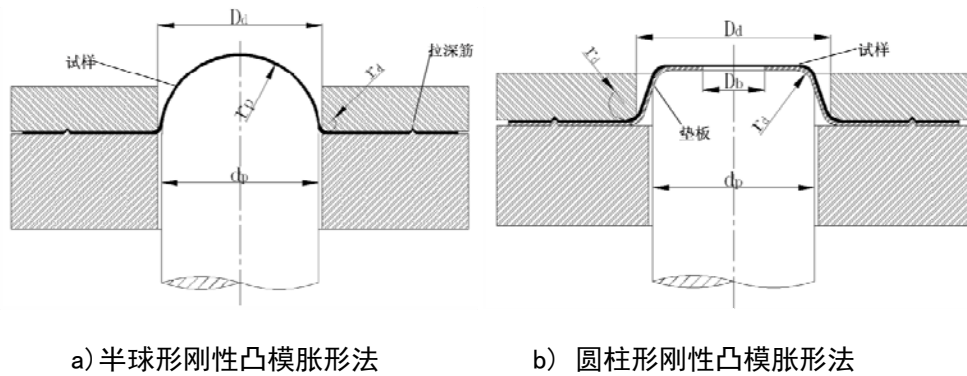 Dd
试样
拉深筋
rd
rp
dp
Dd
试样
rd
Db
垫板
rd
dp
a)半球形刚性凸模胀形法
b) 圆柱形刚性凸模胀形法